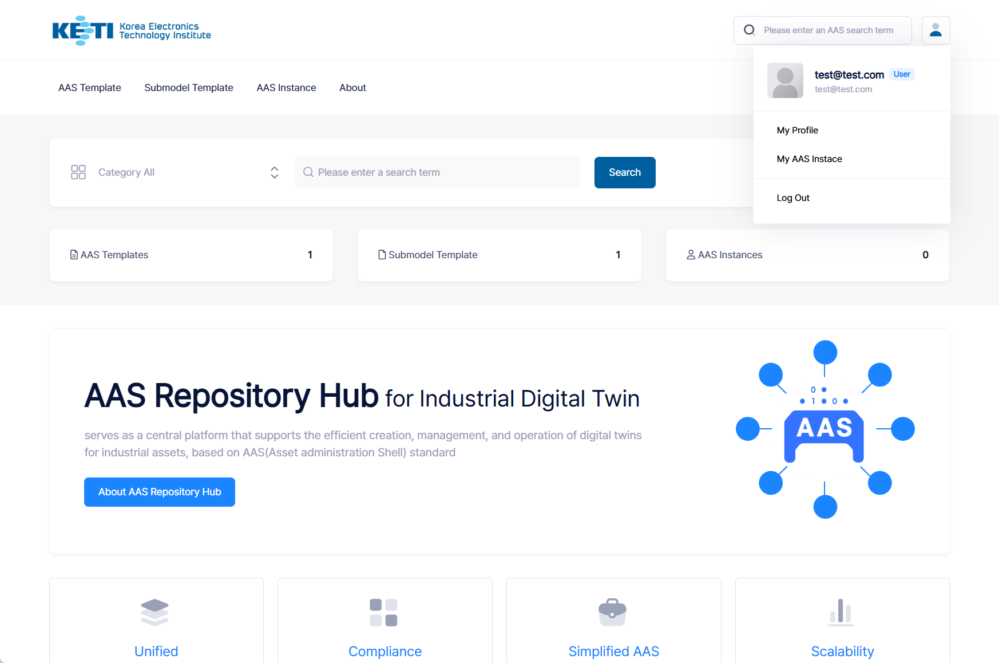 KETI Korea Electronics
Technology Institute
Please enter an AAS search term
test@test.com User
test@test.com
AAS Template Submodel Template AAS Instance About
My Profile
My AAS Instace
Log Out
Category All Please enter a search term Search
AAS Templates 1 Submodel Template 1 AAS Instances 0
AAS Repository Hub for Industrial Digital Twin
serves as a central platform that supports the efficient creation, management, and operation of digital twins
for industrial assets, based on AAS(Asset administration Shell) standard
About AAS Repository Hub
0
1 0
AAS
Unified Compliance Simplified AAS Scalability